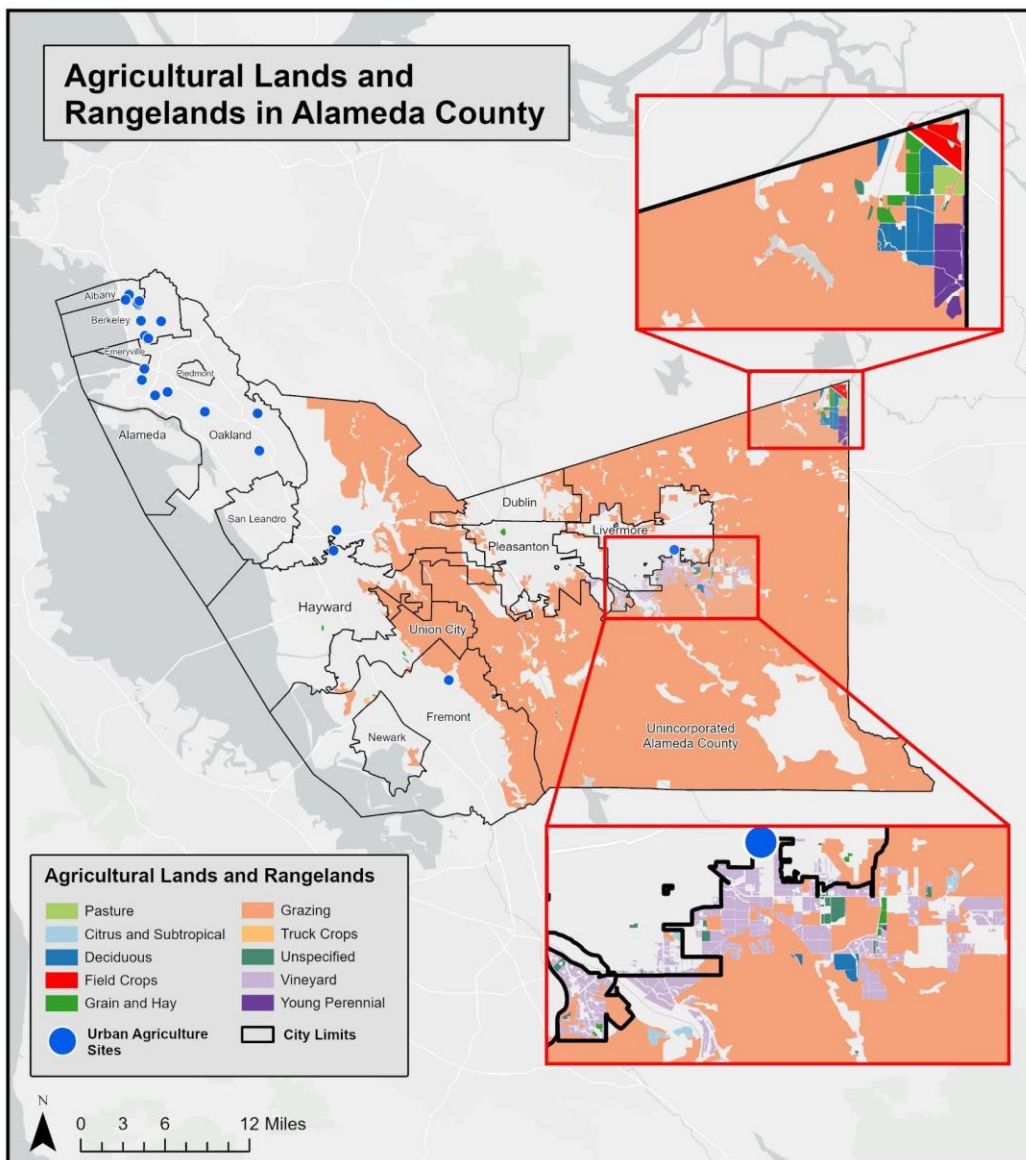 Agricultural Lands and
Rangelands in Alameda County
Albany
Berkeley
Emeryville
Piedmont
Alameda
Oakland
San Leandro
Dublin
Livermore
Pleasanton
Hayward
Union City
Fremont
Newark
Unincorporated
Alameda County
Agricultural Lands and Rangelands
Pasture
Citrus and Subtropical
Deciduous
Field Crops
Grain and Hay
Grazing
Truck Crops
Unspecified
Vineyard
Young Perennial
Urban Agriculture
Sites
City Limits
N
0 3 6 12 Miles